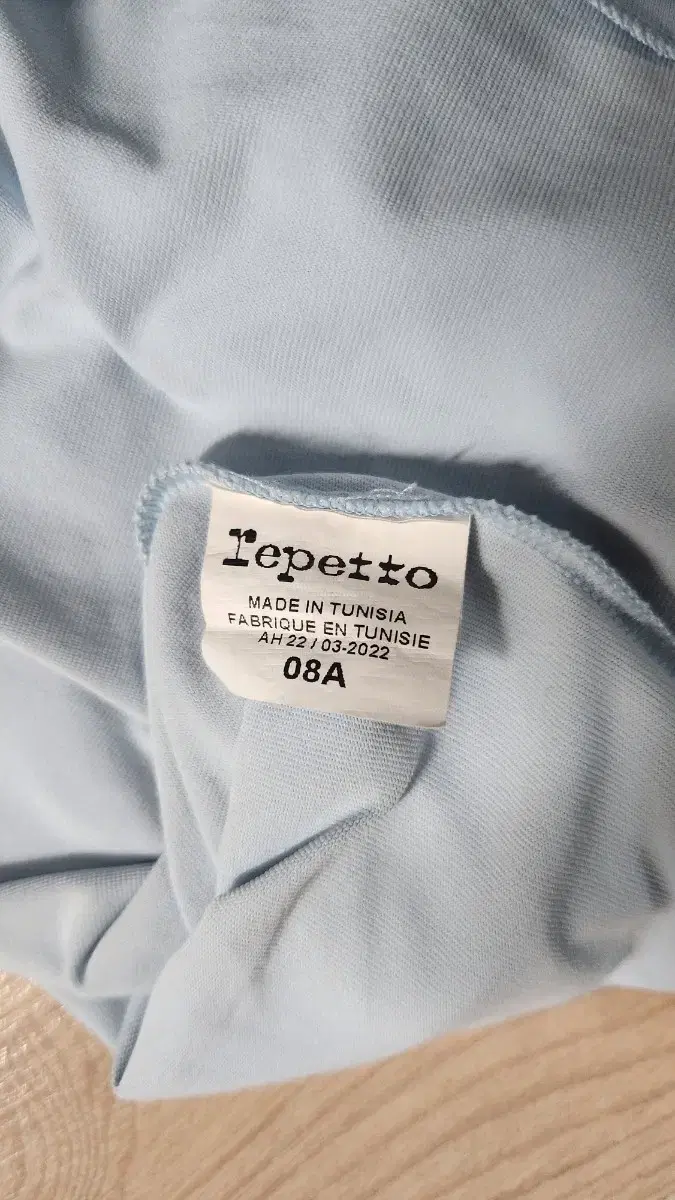 repetto
MADE IN TUNISIA
FABRIQUE EN TUNISIE
AH 22 / 03-2022
08A